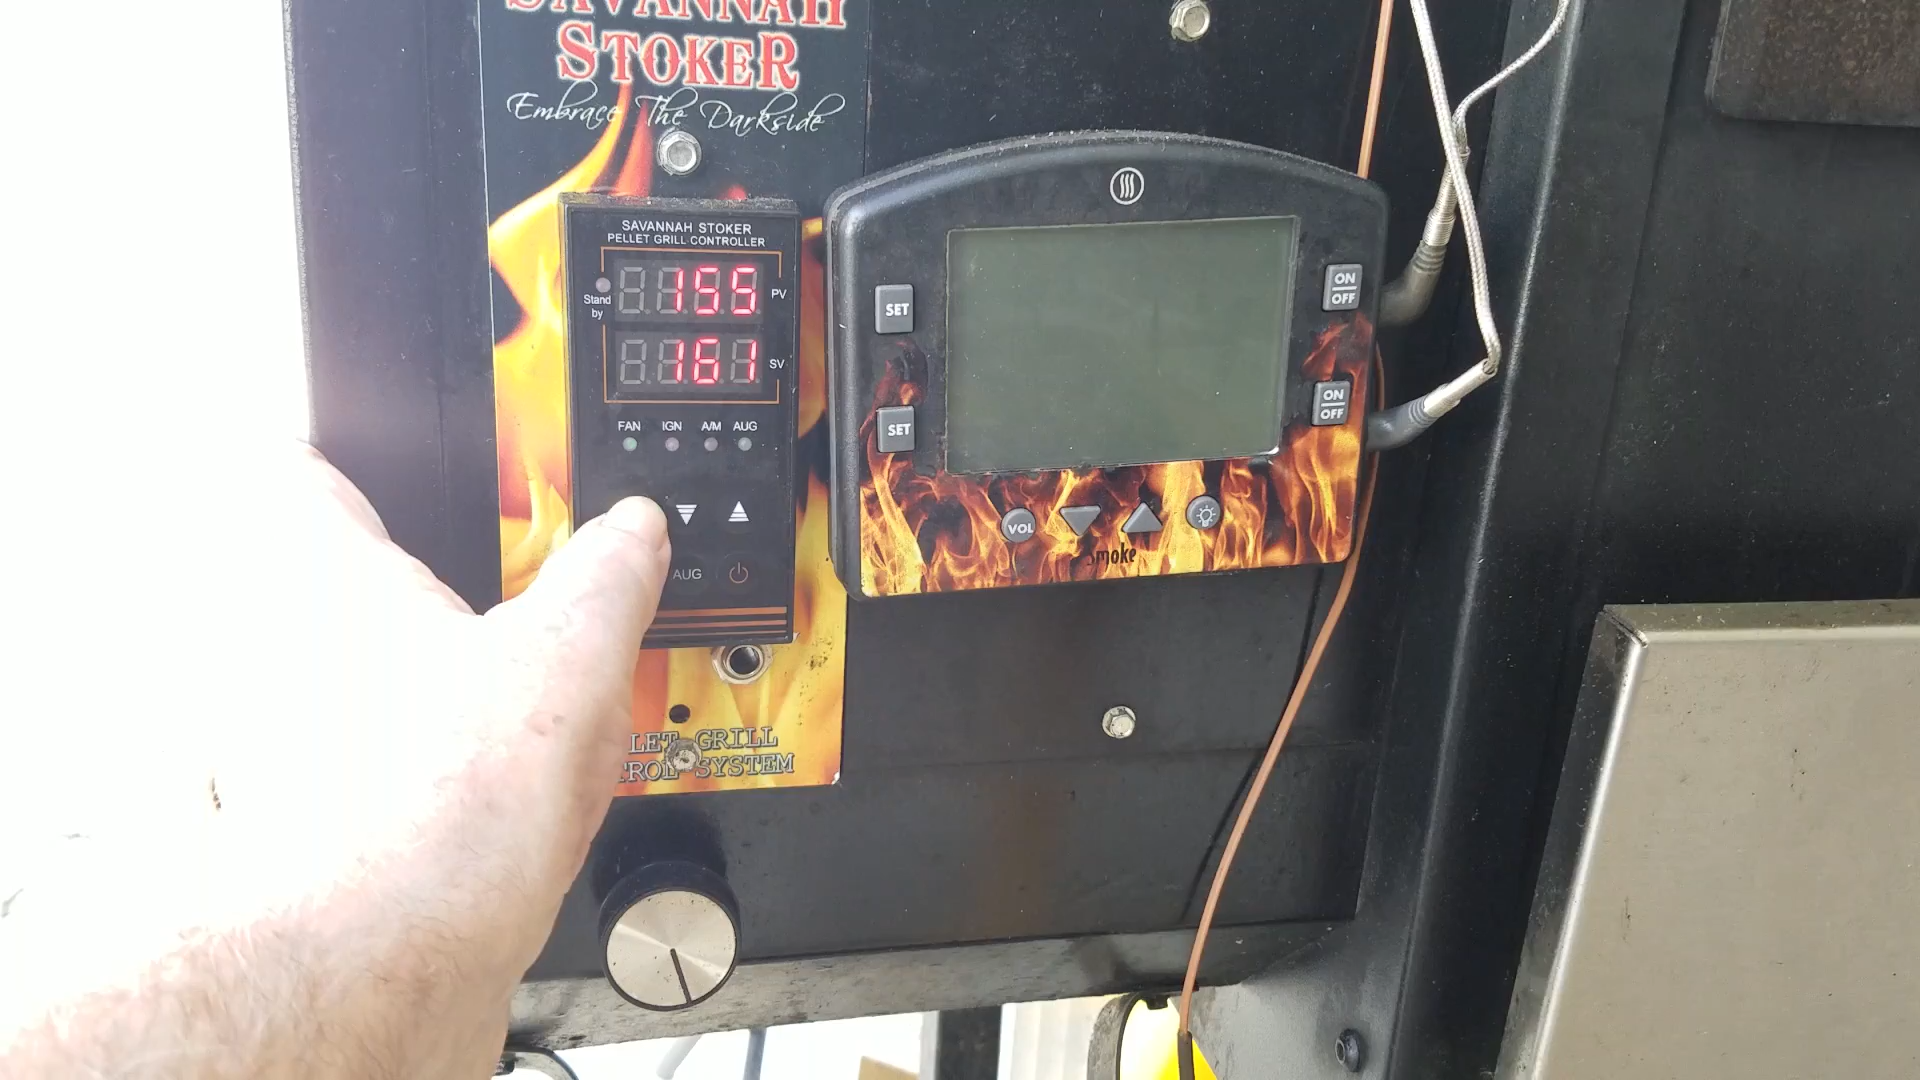 SAVANNAH
STOKER
Embrace The Darkside
SAVANNAH STOKER
PELLET GRILL CONTROLLER
155 PV
Stand
by
161 SV
FAN IGN A/M AUG
AUG
LET GRILL
TROL SYSTEM
SET
SET
ON
OFF
ON
OFF
VOL
Smoke